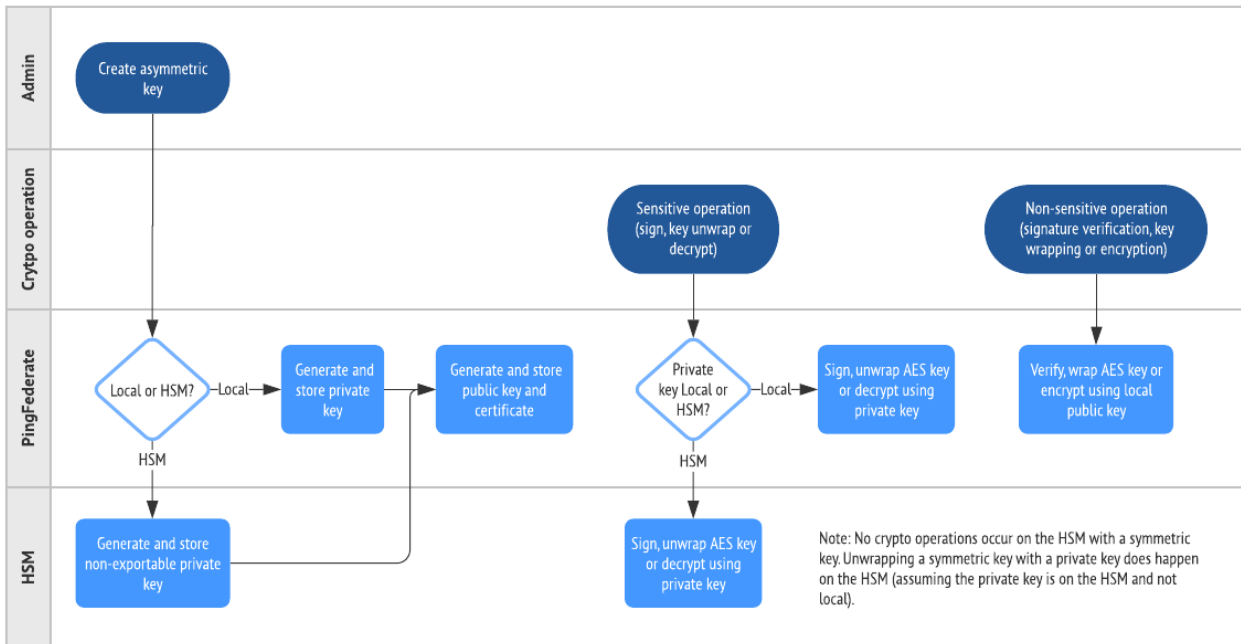 Admin
Create asymmetric
key
Crytpo operation
Sensitive operation
(sign, key unwrap or
decrypt)
Non-sensitive operation
(signature verification, key
wrapping or encryption)
PingFederate
Local or HSM?
Local
Generate and
store private
key
Generate and store
public key and
certificate
Private
key Local or
HSM?
Local
Sign, unwrap AES key
or decrypt using
private key
Verify, wrap AES key or
encrypt using local
public key
HSM
HSM
HSM
Generate and store
non-exportable private
key
Sign, unwrap AES key
or decrypt using
private key
Note: No crypto operations occur on the HSM with a symmetric
key. Unwrapping a symmetric key with a private key does happen
on the HSM (assuming the private key is on the HSM and not
local).